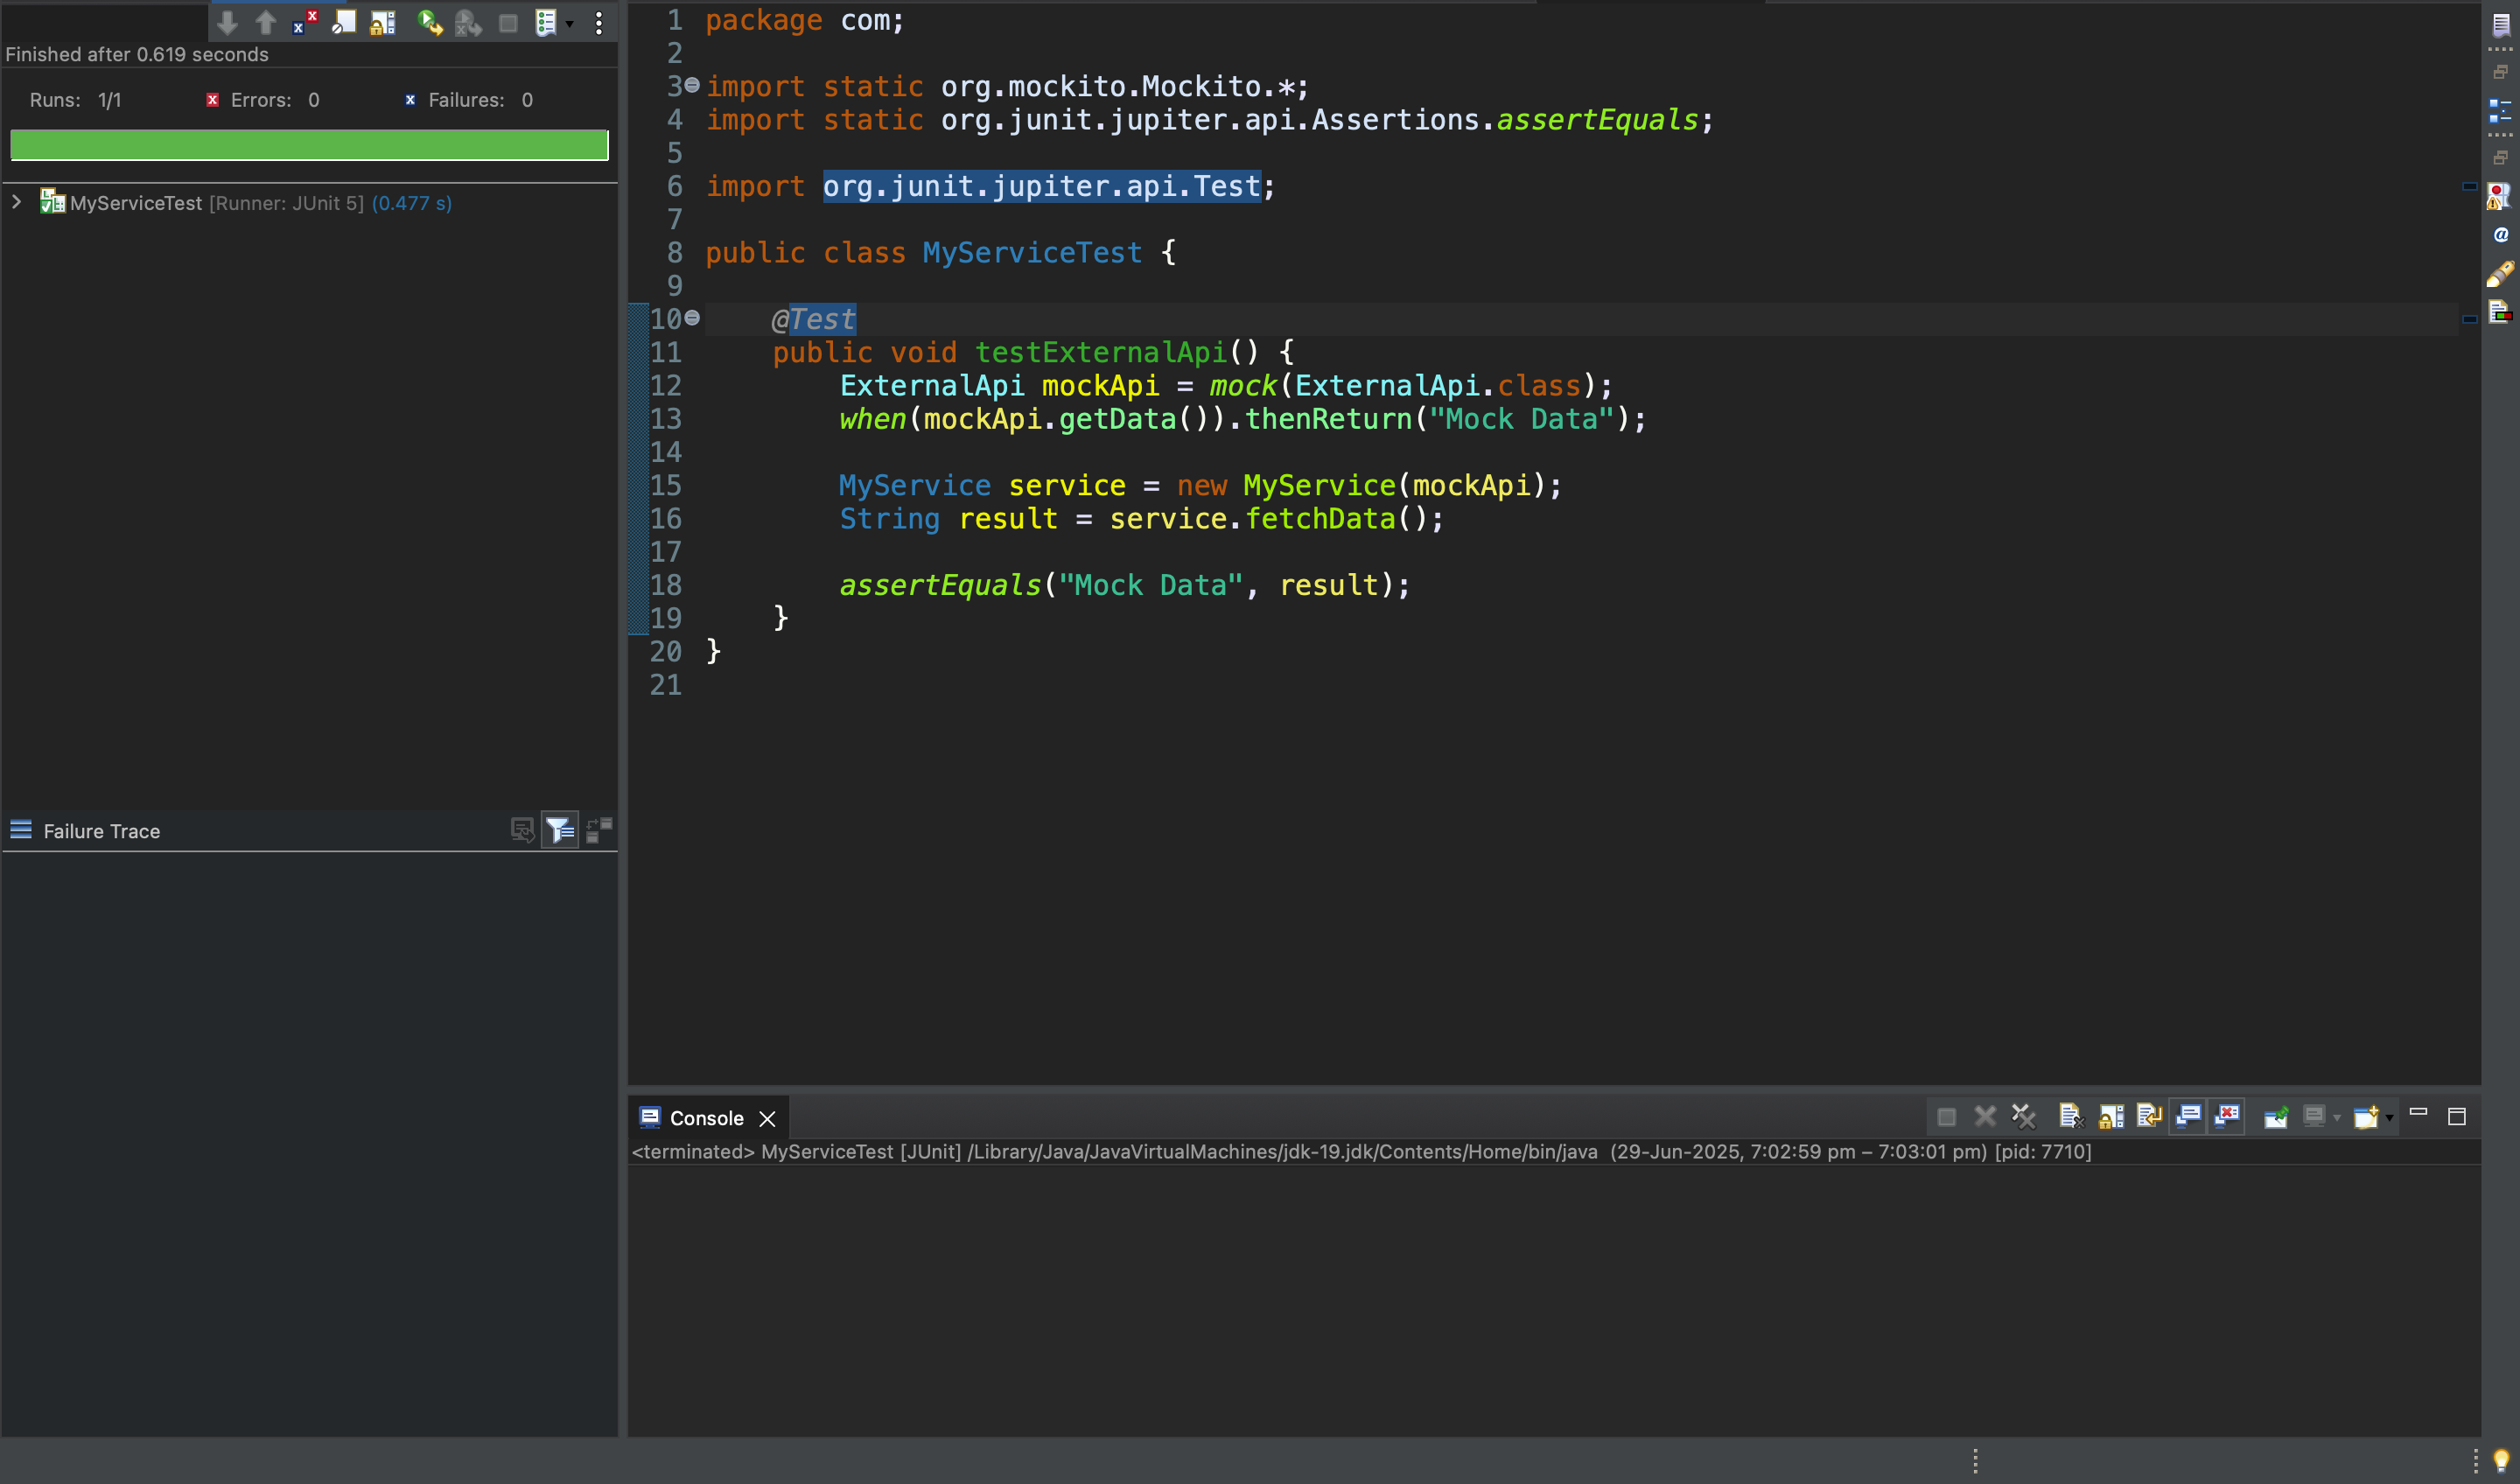 Finished after 0.619 seconds
Runs: 1/1 Errors: 0 Failures: 0
MyServiceTest [Runner: JUnit 5] (0.477 s)
Failure Trace
1 package com;
2
3 import static org.mockito.Mockito.*;
4 import static org.junit.jupiter.api.Assertions.assertEquals;
5
6 import org.junit.jupiter.api.Test;
7
8 public class MyServiceTest {
9
10 @Test
11 public void testExternalApi() {
12 ExternalApi mockApi = mock(ExternalApi.class);
13 when(mockApi.getData()).thenReturn("Mock Data");
14
15 MyService service = new MyService(mockApi);
16 String result = service.fetchData();
17
18 assertEquals("Mock Data", result);
19 }
20 }
21
Console
<terminated> MyServiceTest [JUnit] /Library/Java/JavaVirtualMachines/jdk-19.jdk/Contents/Home/bin/java (29-Jun-2025, 7:02:59 pm – 7:03:01 pm) [pid: 7710]